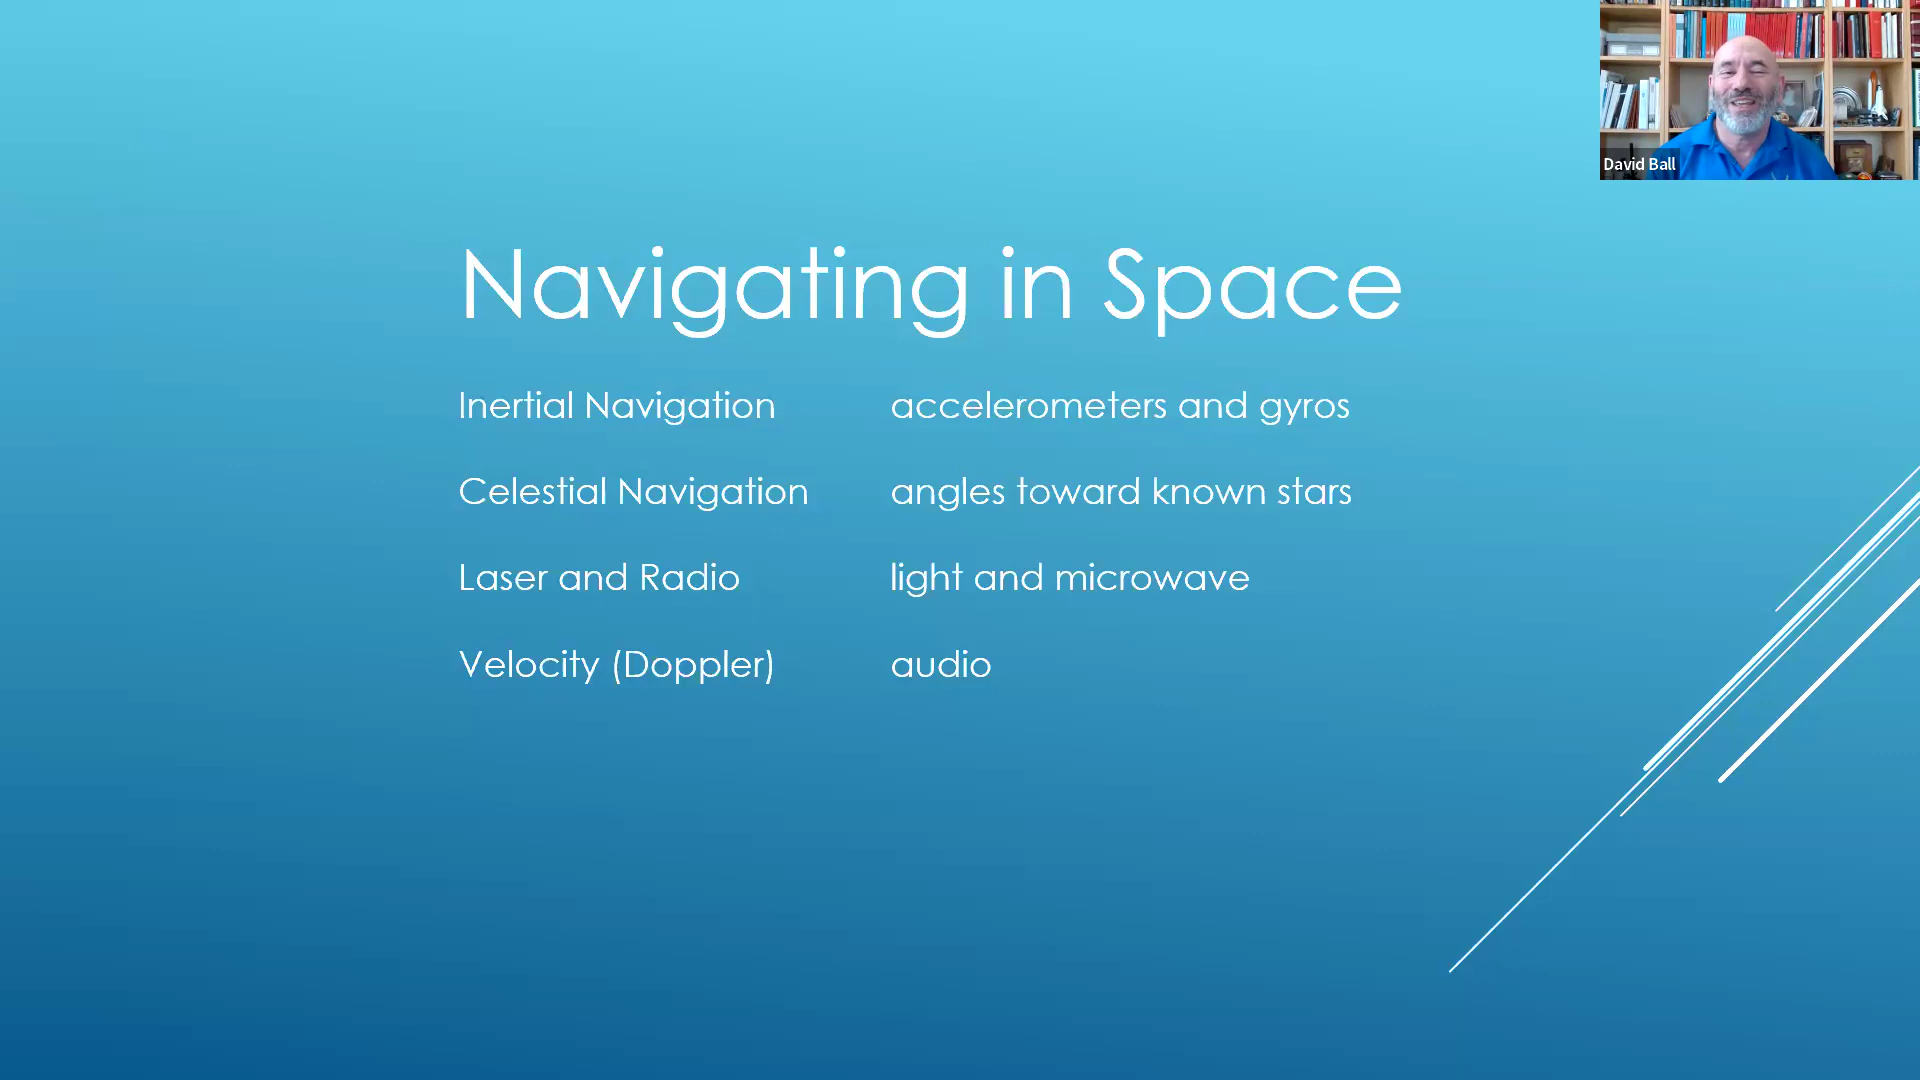 David Ball
Navigating in Space
Inertial Navigation accelerometers and gyros
Celestial Navigation angles toward known stars
Laser and Radio light and microwave
Velocity (Doppler) audio